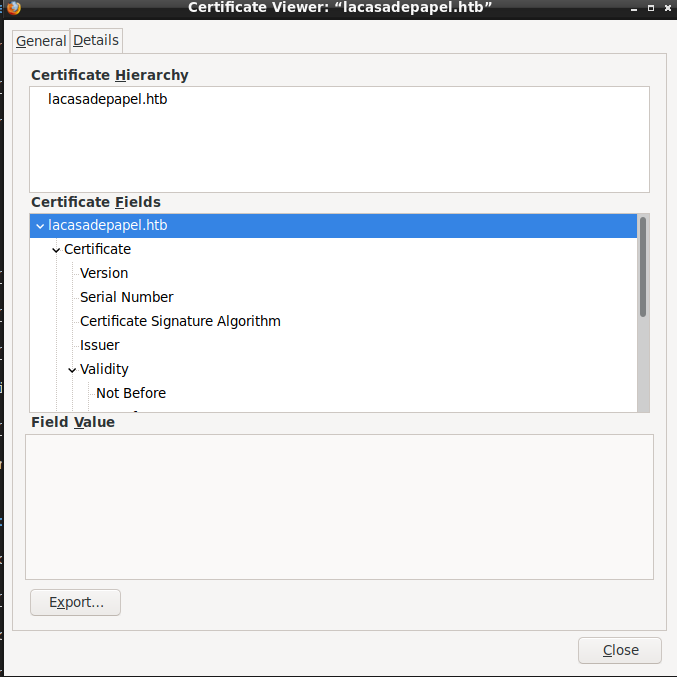 Certificate Viewer: “lacasadepapel.htb”
General Details
Certificate Hierarchy
lacasadepapel.htb
Certificate Fields
lacasadepapel.htb
Certificate
Version
Serial Number
Certificate Signature Algorithm
Issuer
Validity
Not Before
Field Value
Export...
Close